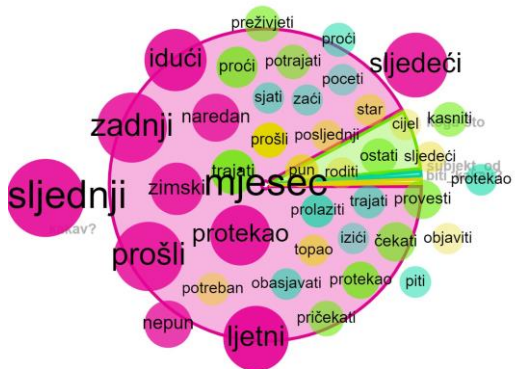 preživjeti
proći
idući
proći
potrajati
sljedeći
sjati
zaći
poceti
zadnji
naredan
star
kasniti
prošli
posljednji
cijel
ostati
sljedeći
trajati
pun
roditi
subjekt_od
biti
protekao
sljednji
zimski
mjesec
kakav?
prolaziti
trajati
provesti
prošli
protekao
topao
izići
čekati
objaviti
potreban
obasjavati
protekao
piti
nepun
ljetni
pričekati